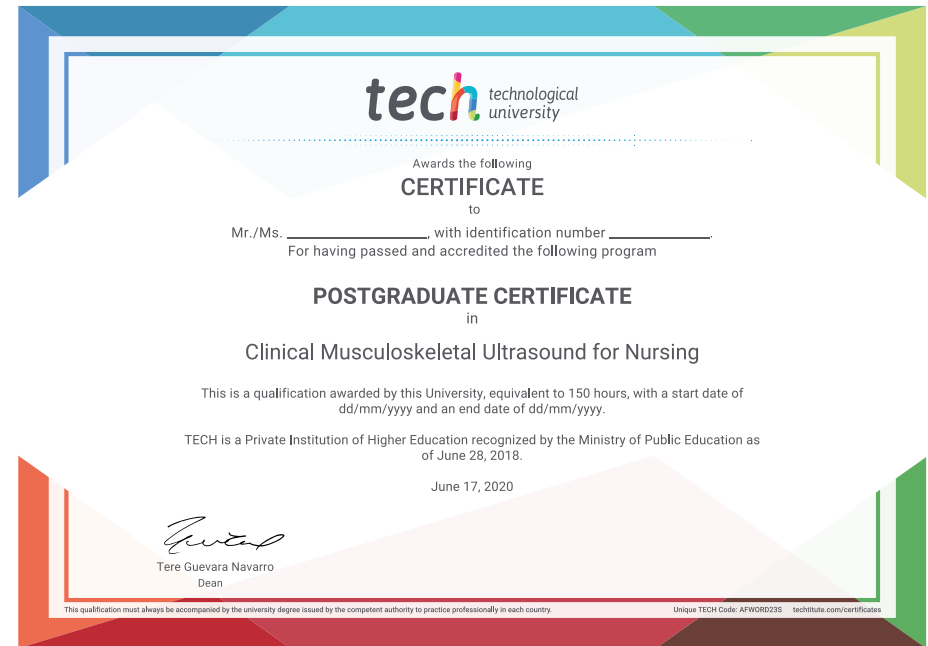 tech technological
university
Awards the following
CERTIFICATE
to
Mr./Ms. ____________________, with identification number ______________.
For having passed and accredited the following program
POSTGRADUATE CERTIFICATE
in
Clinical Musculoskeletal Ultrasound for Nursing
This is a qualification awarded by this University, equivalent to 150 hours, with a start date of
dd/mm/yyyy and an end date of dd/mm/yyyy.
TECH is a Private Institution of Higher Education recognized by the Ministry of Public Education as
of June 28, 2018.
June 17, 2020
Tere Guevara Navarro
Dean
This qualification must always be accompanied by the university degree issued by the competent authority to practice professionally in each country.
Unique TECH Code: AFWORD23S techtitute.com/certificates